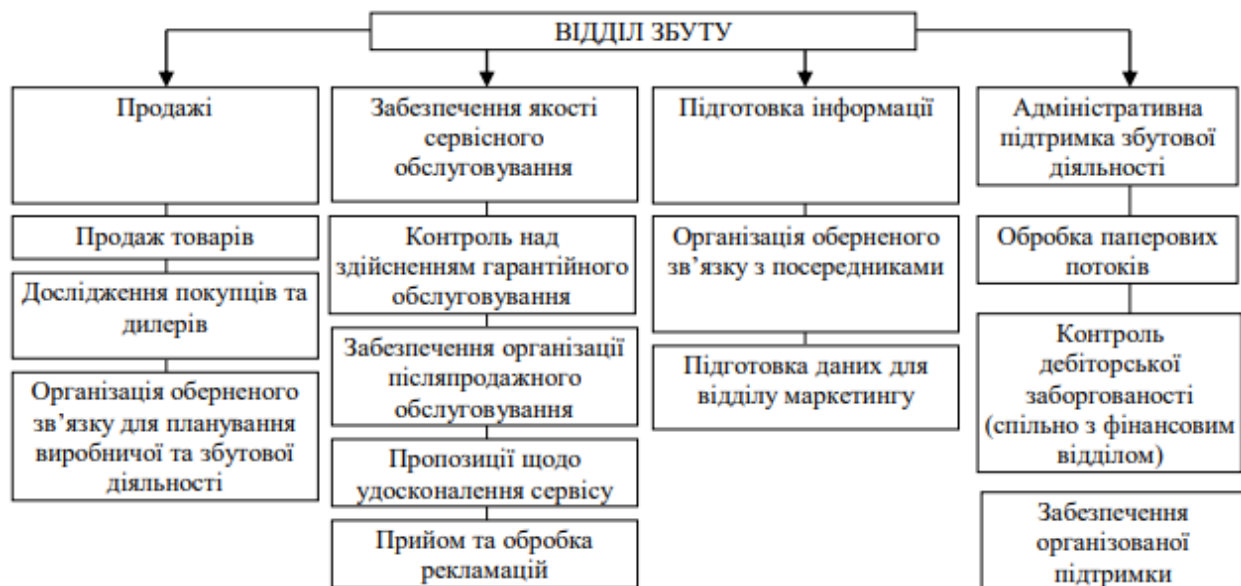 ВІДДІЛ ЗБУТУ
Продажі
Продаж товарів
Дослідження покупців та
дилерів
Організація оберненого
зв’язку для планування
виробничої та збутової
діяльності
Забезпечення якості
сервісного
обслуговування
Контроль над
здійсненням гарантійного
обслуговування
Забезпечення організації
післяпродажного
обслуговування
Пропозиції щодо
удосконалення сервісу
Прийом та обробка
рекламацій
Підготовка інформації
Організація оберненого
зв’язку з посередниками
Підготовка даних для
відділу маркетингу
Адміністративна
підтримка збутової
діяльності
Обробка паперових
потоків
Контроль
дебіторської
заборгованості
(спільно з фінансовим
відділом)
Забезпечення
організованої
підтримки